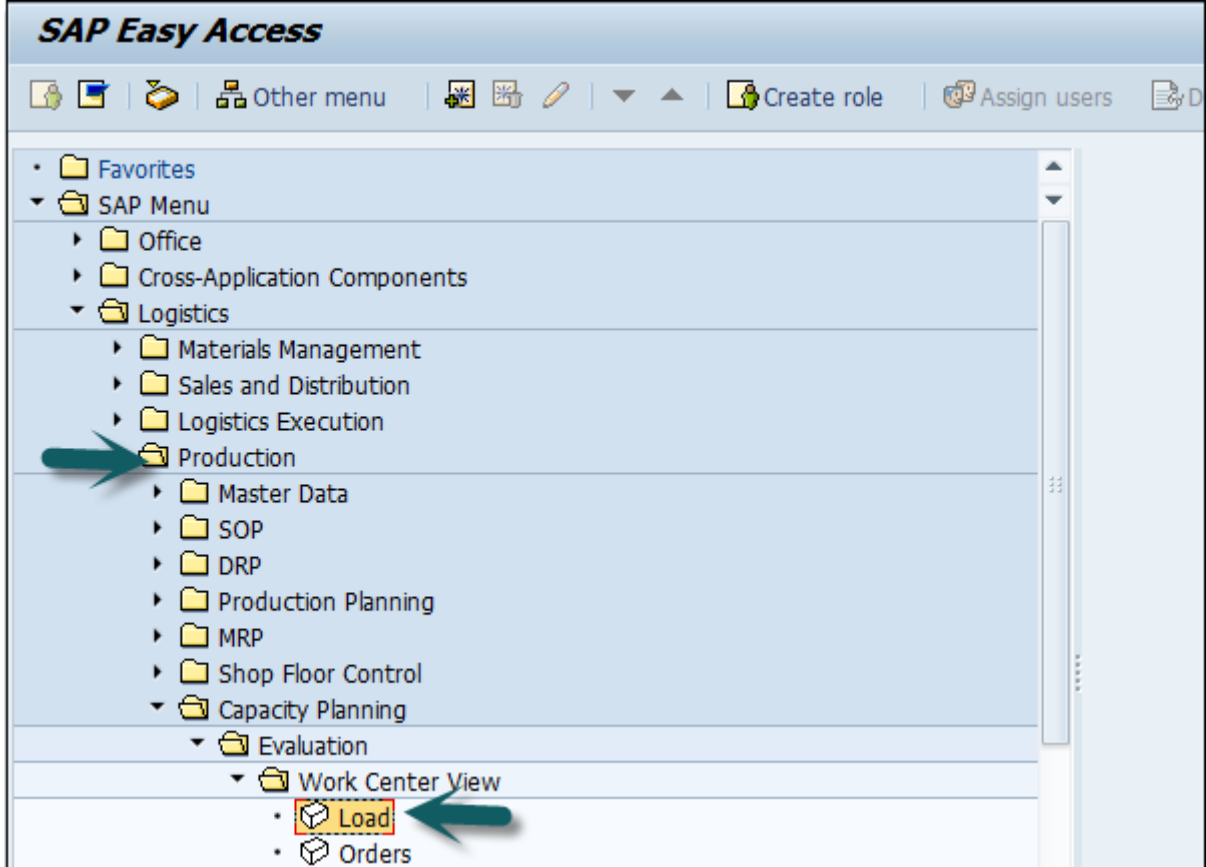 SAP Easy Access
Other menu Create role Assign users D
Favorites
SAP Menu
Office
Cross-Application Components
Logistics
Materials Management
Sales and Distribution
Logistics Execution
Production
Master Data
SOP
DRP
Production Planning
MRP
Shop Floor Control
Capacity Planning
Evaluation
Work Center View
Load
Orders